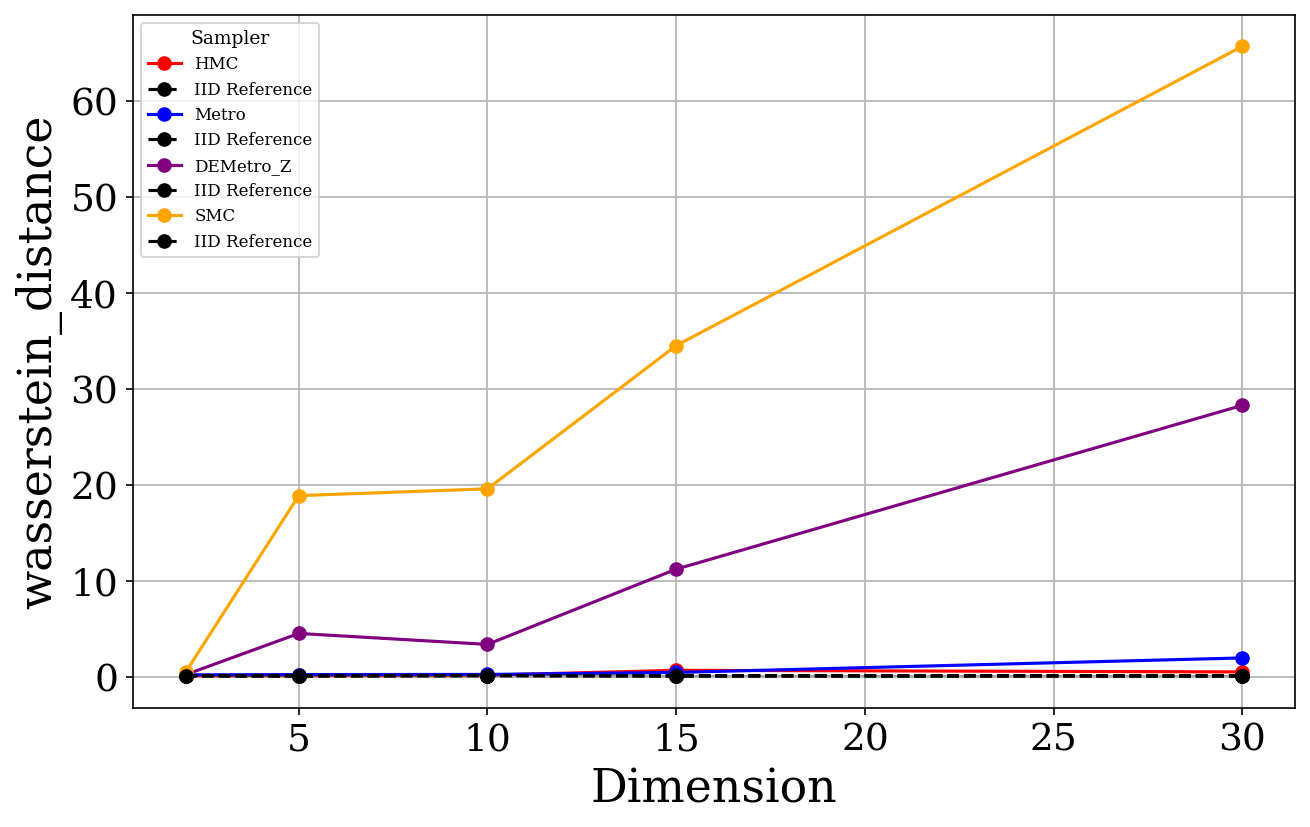 Sampler
HMC
IID Reference
Metro
IID Reference
DEMetro_Z
IID Reference
SMC
IID Reference
60
50
40
30
20
10
0
wasserstein_distance
5 10 15 20 25 30
Dimension